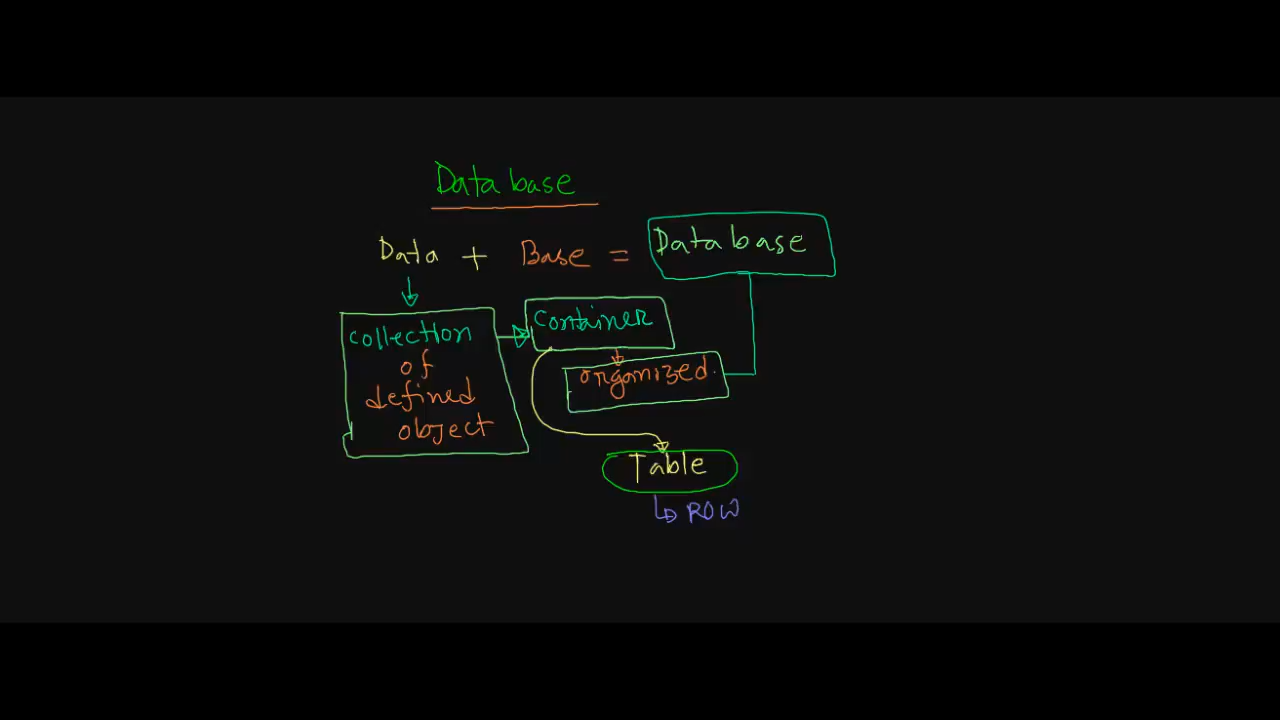 Database
Data + Base = Database
collection
of
defined
object
container
organized.
Table
ROW